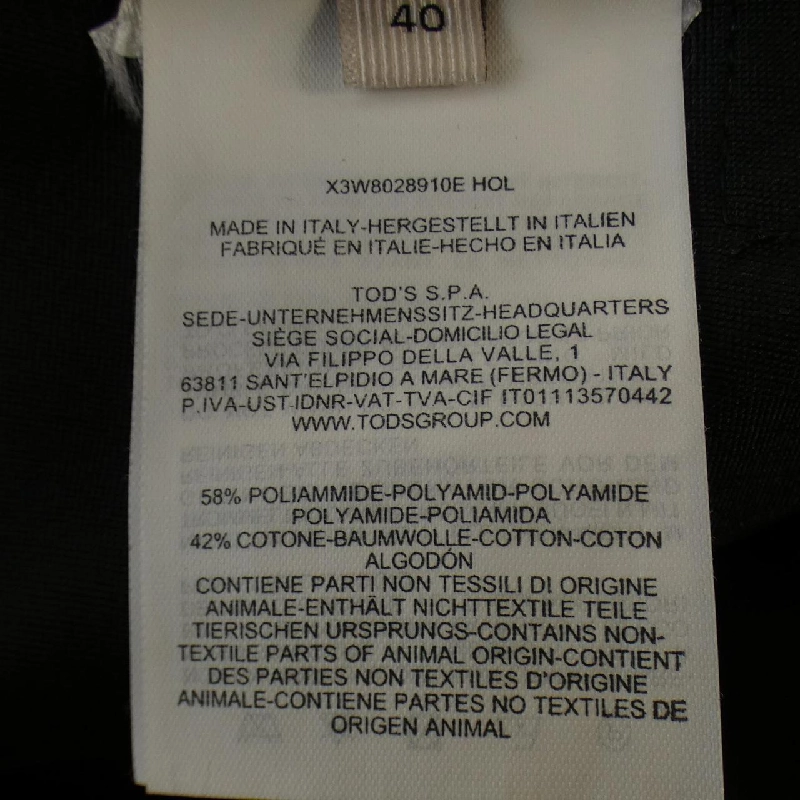 40
X3W8028910E HOL
MADE IN ITALY-HERGESTELLT IN ITALIEN
FABRIQUÉ EN ITALIE-HECHO EN ITALIA
TOD'S S.P.A.
SEDE-UNTERNEHMENSSITZ-HEADQUARTERS
SIÈGE SOCIAL-DOMICILIO LEGAL
VIA FILIPPO DELLA VALLE, 1
63811 SANT'ELPIDIO A MARE (FERMO) - ITALY
P.IVA-UST.IDNR-VAT-TVA-CIF IT01113570442
WWW.TODSGROUP.COM
58% POLIAMMIDE-POLYAMID-POLYAMIDE
POLYAMIDE-POLIAMIDA
42% COTONE-BAUMWOLLE-COTTON-COTON
ALGODÓN
CONTIENE PARTI NON TESSILI DI ORIGINE
ANIMALE-ENTHÄLT NICHTTEXTILE TEILE
TIERISCHEN URSPRUNGS-CONTAINS NON-
TEXTILE PARTS OF ANIMAL ORIGIN-CONTIENT
DES PARTIES NON TEXTILES D'ORIGINE
ANIMALE-CONTIENE PARTES NO TEXTILES DE
ORIGEN ANIMAL